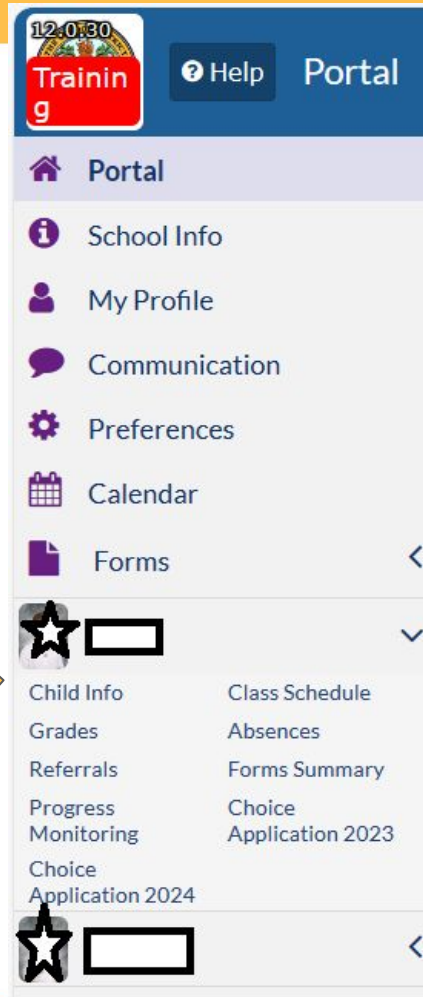 12.0.30
Trainin
g
? Help
Portal
Portal
School Info
My Profile
Communication
Preferences
Calendar
Forms
Child Info
Class Schedule
Grades
Absences
Referrals
Forms Summary
Progress
Monitoring
Choice
Application 2023
Choice
Application 2024